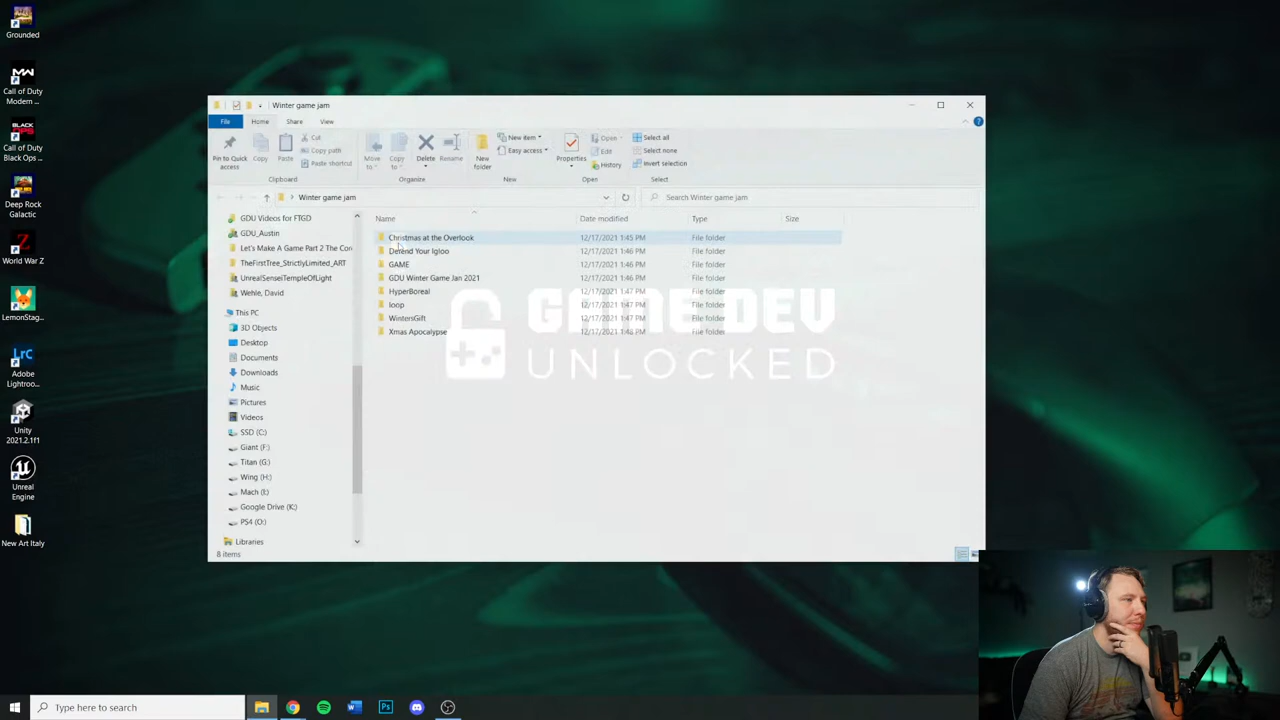 Grounded
Call of Duty
Modern ...
Call of Duty
Black Ops ...
Deep Rock
Galactic
World War Z
LemonStag...
Adobe
Lightroo...
Unity
2021.2.1f1
Unreal
Engine
New Art Italy
Winter game jam
File
Home
Share
View
Pin to Quick
access
Copy
Paste
Cut
Copy path
Paste shortcut
Clipboard
Move
to
Copy
to
Delete
Rename
Organize
New
folder
New item
Easy access
New
Properties
Open
Edit
History
Open
Select all
Select none
Invert selection
Select
Winter game jam
Search Winter game jam
Name
Date modified
Type
Size
Christmas at the Overlook 12/17/2021 1:45 PM File folder
Defend Your Igloo 12/17/2021 1:46 PM File folder
GAME 12/17/2021 1:46 PM File folder
GDU Winter Game Jan 2021 12/17/2021 1:46 PM File folder
HyperBoreal 12/17/2021 1:47 PM File folder
loop 12/17/2021 1:47 PM File folder
WintersGift 12/17/2021 1:47 PM File folder
Xmas Apocalypse 12/17/2021 1:48 PM File folder
GDU Videos for FTGD
GDU_Austin
Let's Make A Game Part 2 The Cor
TheFirstTree_StrictlyLimited_ART
UnrealSenseiTempleOfLight
Wehle, David
This PC
3D Objects
Desktop
Documents
Downloads
Music
Pictures
Videos
SSD (C:)
Giant (F:)
Titan (G:)
Wing (H:)
Mach (I:)
Google Drive (K:)
PS4 (O:)
Libraries
8 items
GAMEDEV
UNLOCKED
Type here to search